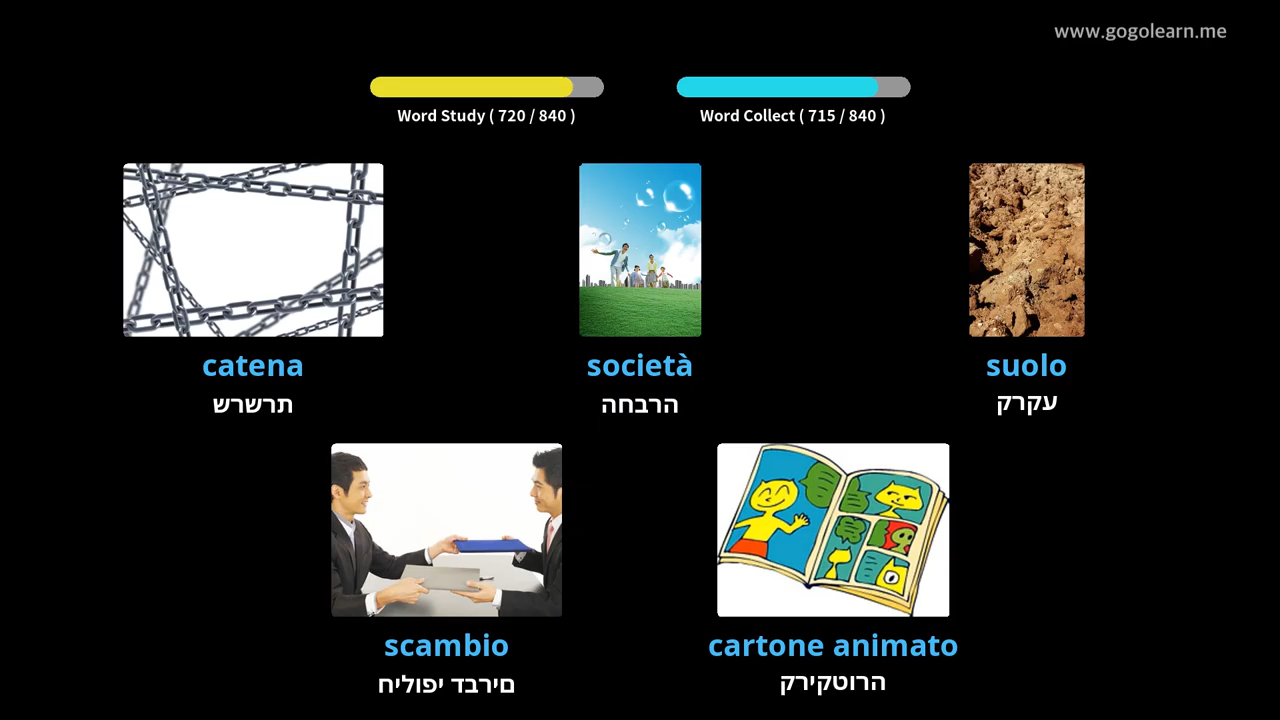 www.gogolearn.me
Word Study ( 720 / 840 )
Word Collect ( 715 / 840 )
catena
תרשרש
società
הרבחה
suolo
עקרק
scambio
םירבד יפוליח
cartone animato
הרוטקירק